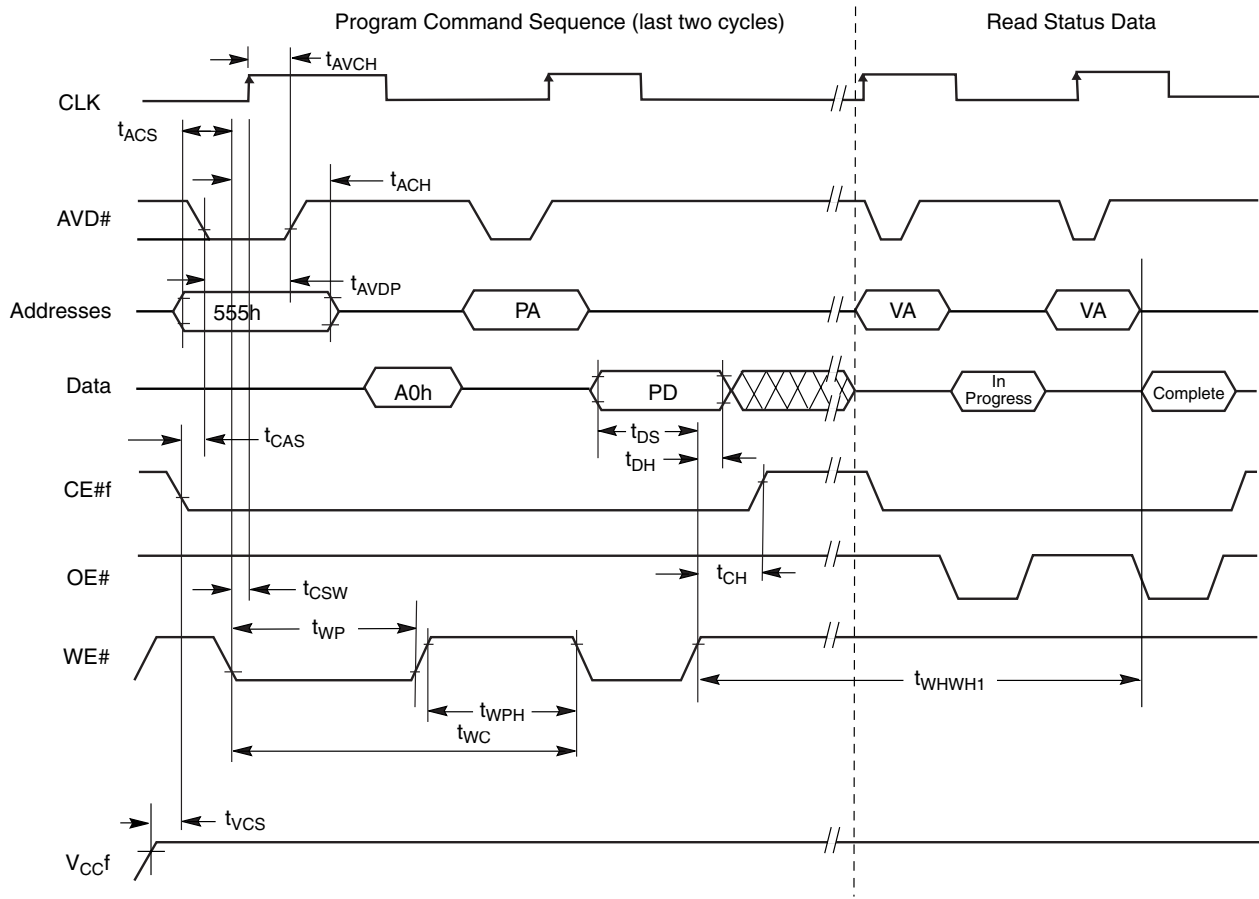 Program Command Sequence (last two cycles)
Read Status Data
tAVCH
CLK
tACS
tACH
AVD#
tAVDP
Addresses
555h
PA
VA
VA
Data
A0h
PD
In Progress
Complete
tCAS
tDS
tDH
CE#f
OE#
tCH
tCSW
tWP
WE#
tWHWH1
tWPH
tWC
tVCS
VCCf